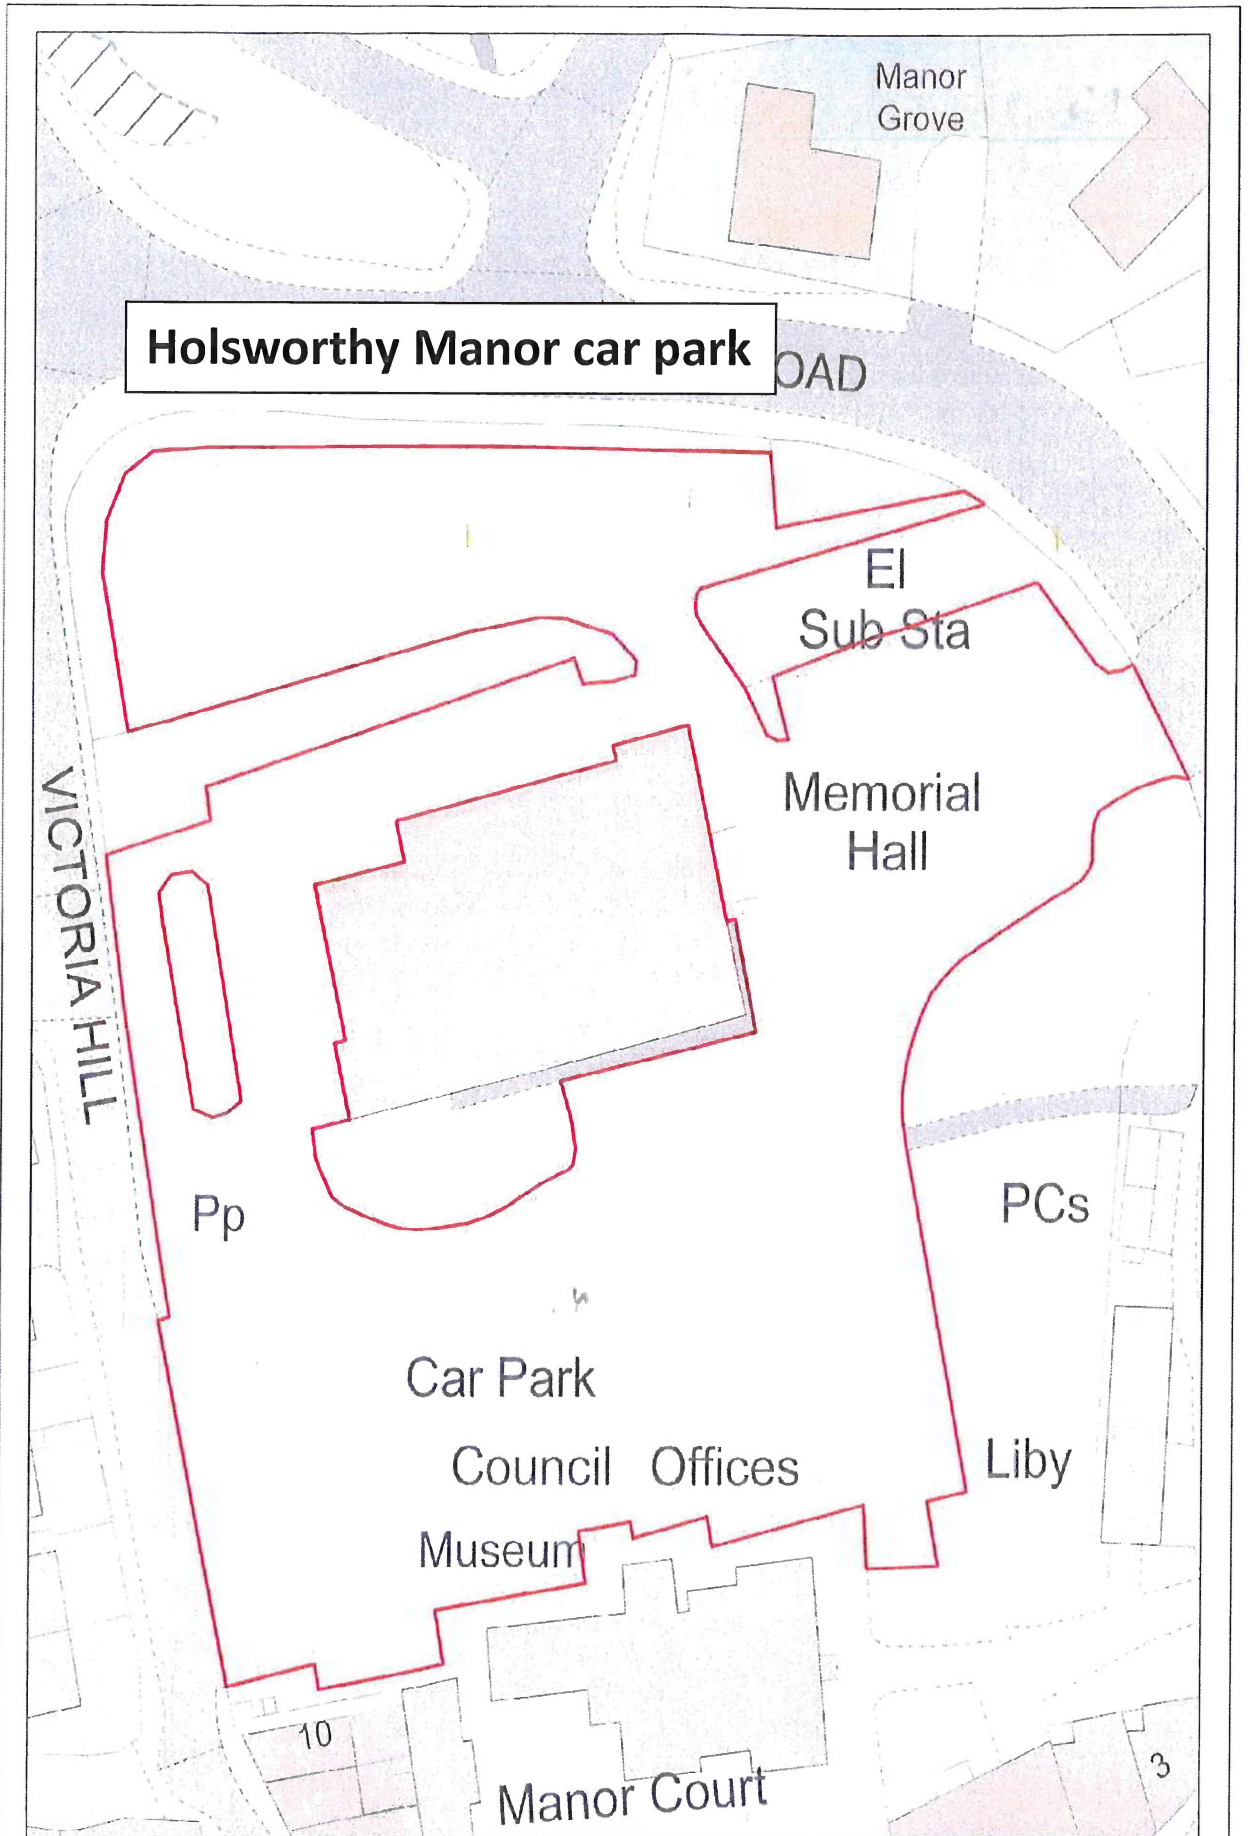 Manor
Grove
Holsworthy Manor car park
OAD
El
Sub Sta
VICTORIA HILL
Memorial
Hall
Pp
PCs
Car Park
Council Offices
Liby
Museum
10
3
Manor Court